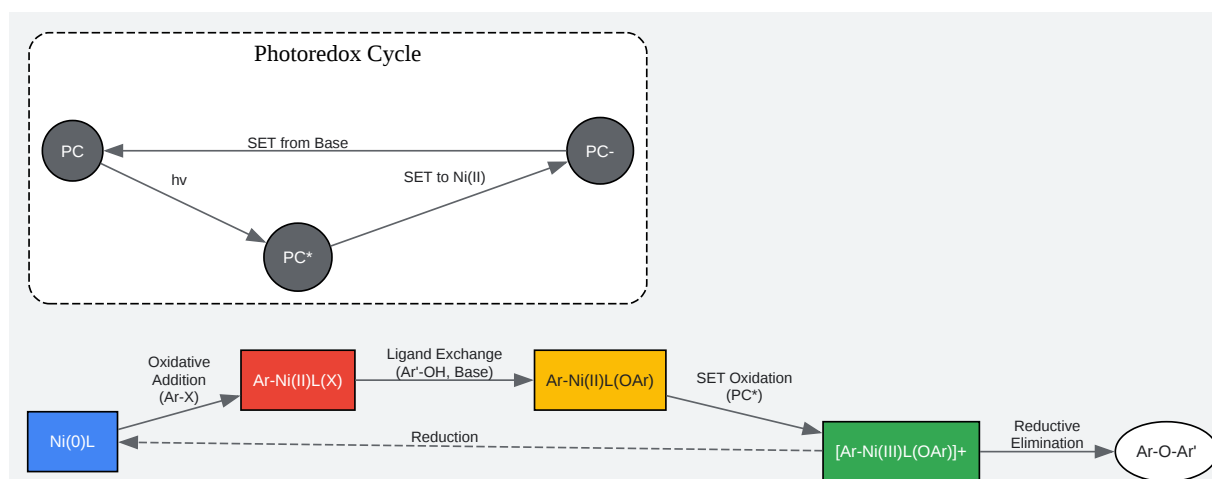 Photoredox Cycle
PC
SET from Base
PC-
hv
SET to Ni(II)
PC*
Oxidative
Addition
(Ar-X)
Ar-Ni(II)L(X)
Ligand Exchange
(Ar'-OH, Base)
Ar-Ni(II)L(OAr)
SET Oxidation
(PC*)
Ni(0)L
Reduction
[Ar-Ni(III)L(OAr)]+
Reductive
Elimination
Ar-O-Ar'